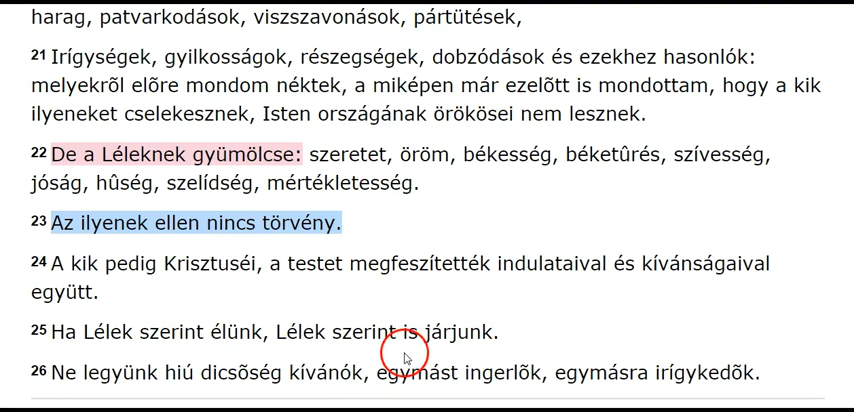 harag, patvarkodások, viszszavonások, pártütések,
21 Irígységek, gyilkosságok, részegségek, dobzódások és ezekhez hasonlók:
melyekrõl elõre mondom néktek, a miképen már ezelõtt is mondottam, hogy a kik
ilyeneket cselekesznek, Isten országának örökösei nem lesznek.
22 De a Léleknek gyümölcse: szeretet, öröm, békesség, béketûrés, szívesség,
jóság, hûség, szelídség, mértékletesség.
23 Az ilyenek ellen nincs törvény.
24 A kik pedig Krisztuséi, a testet megfeszítették indulataival és kívánságaival
együtt.
25 Ha Lélek szerint élünk, Lélek szerint is járjunk.
26 Ne legyünk hiú dicsõség kívánók, egymást ingerlõk, egymásra irígykedõk.